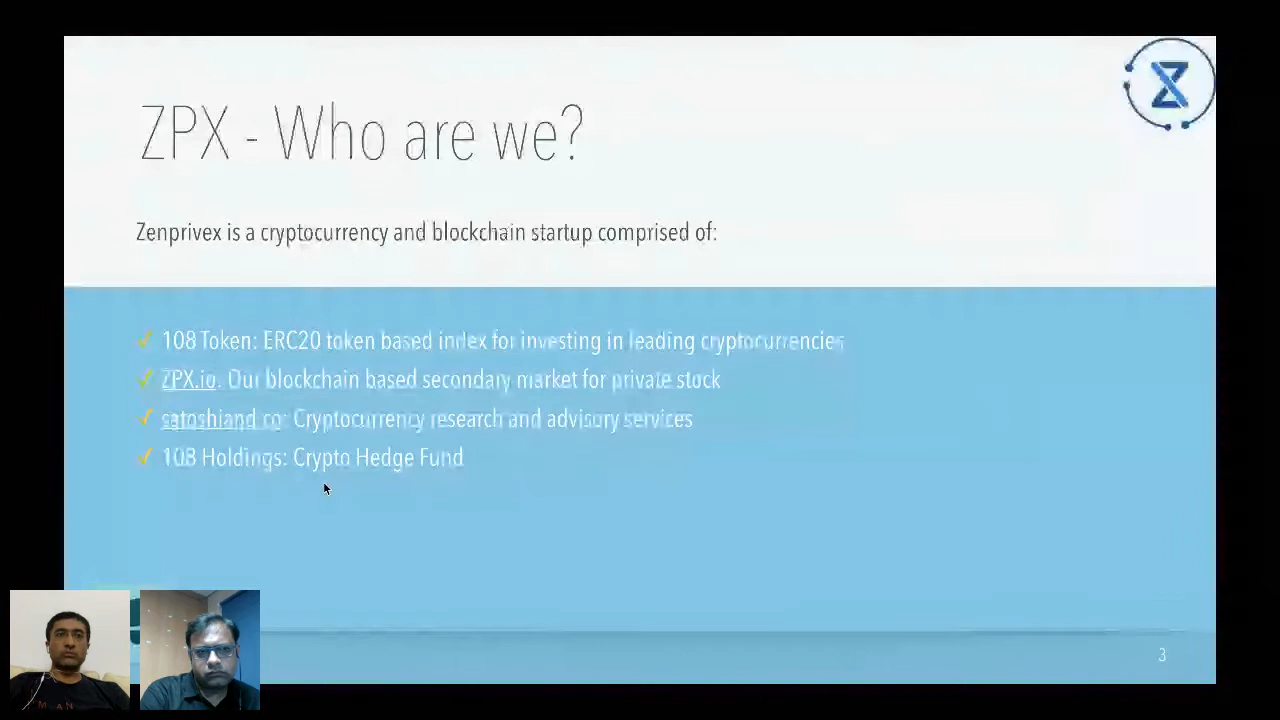 ZPX - Who are we?
Zenprivex is a cryptocurrency and blockchain startup comprised of:
✓ 108 Token: ERC20 token based index for investing in leading cryptocurrencies
✓ ZPX.io. Our blockchain based secondary market for private stock
✓ satoshiand.co: Cryptocurrency research and advisory services
✓ 108 Holdings: Crypto Hedge Fund
3